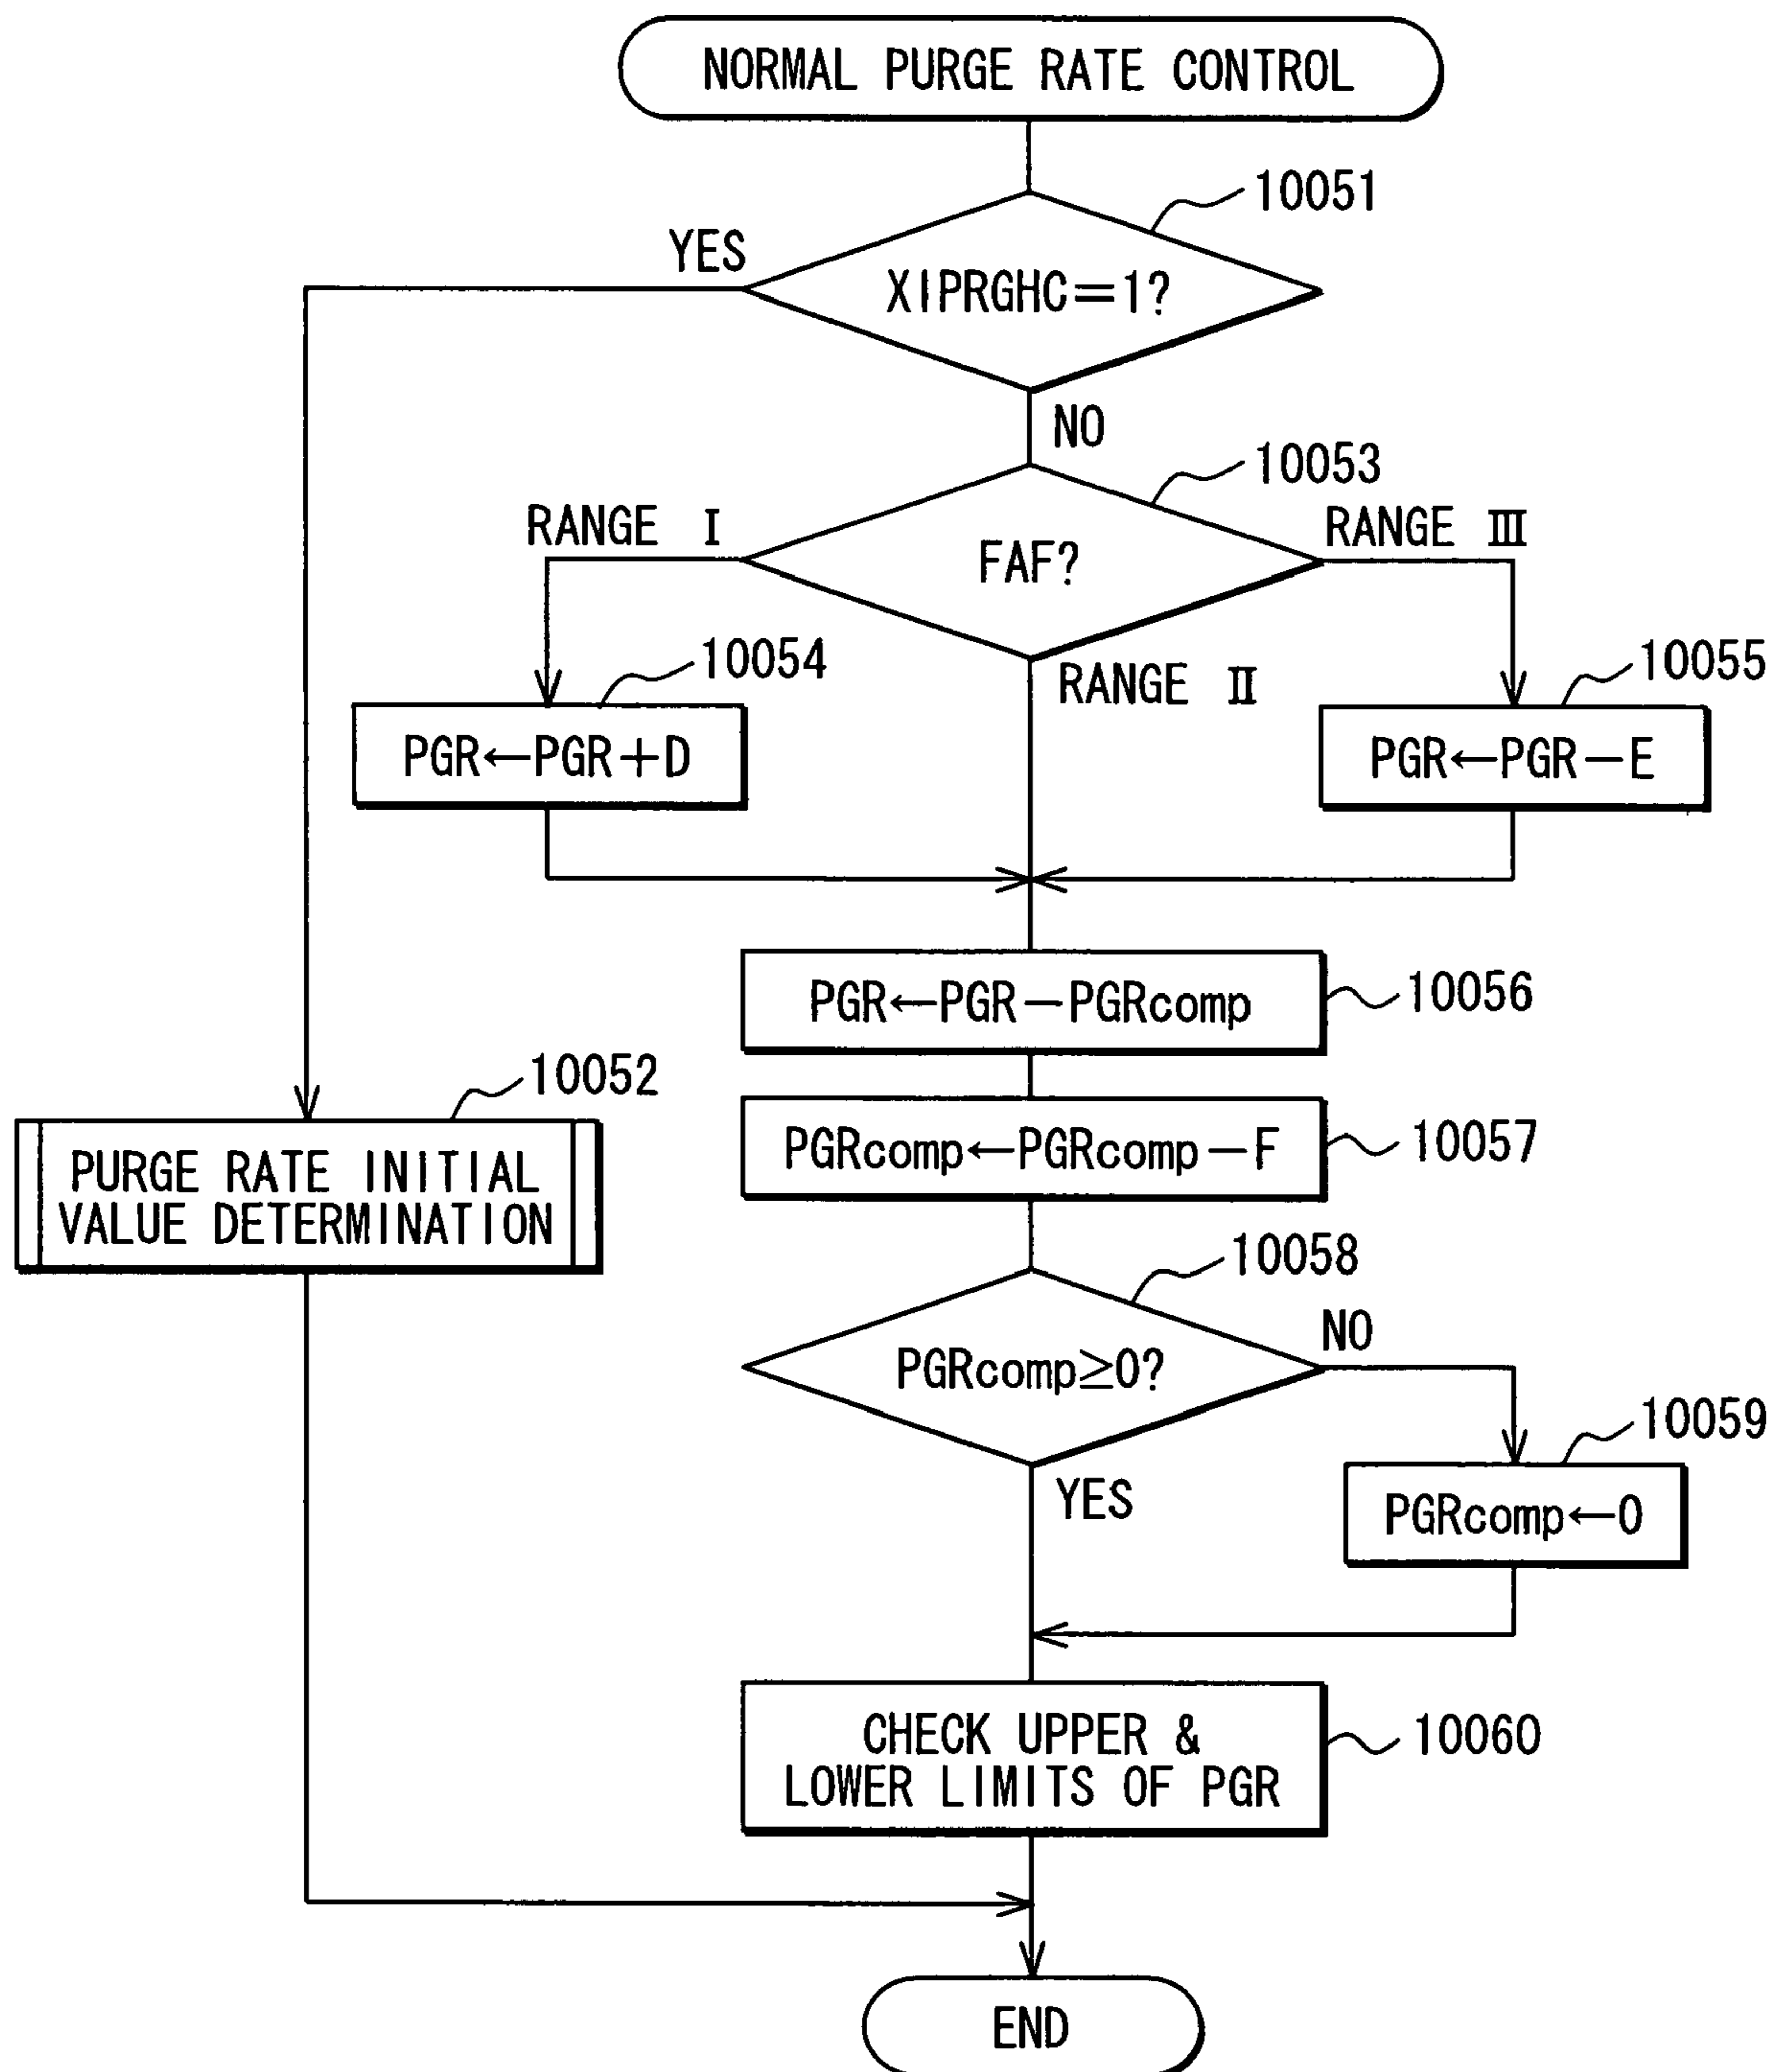 NORMAL PURGE RATE CONTROL
10051
YES
XIPRGHC=1?
NO
10053
RANGE I
RANGE III
FAF?
10054
10055
RANGE II
PGR←PGR+D
PGR←PGR−E
PGR←PGR−PGRcomp
10056
10052
PGRcomp←PGRcomp−F
10057
PURGE RATE INITIAL
VALUE DETERMINATION
10058
NO
PGRcomp≥0?
10059
YES
PGRcomp←0
CHECK UPPER &
LOWER LIMITS OF PGR
10060
END